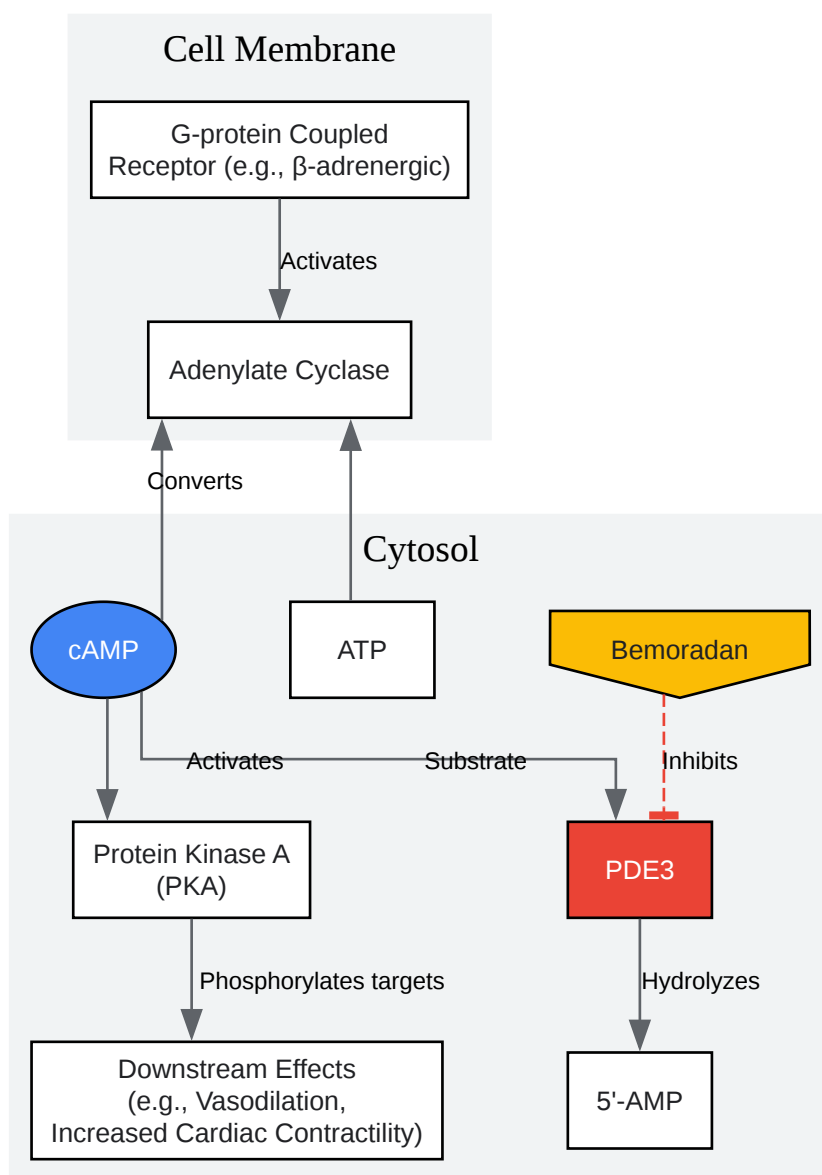 Cell Membrane
G-protein Coupled
Receptor (e.g., β-adrenergic)
Activates
Adenylate Cyclase
Converts
Cytosol
cAMP
ATP
Bemoradan
Activates
Substrate
Inhibits
Protein Kinase A
(PKA)
PDE3
Phosphorylates targets
Hydrolyzes
Downstream Effects
(e.g., Vasodilation,
Increased Cardiac Contractility)
5'-AMP